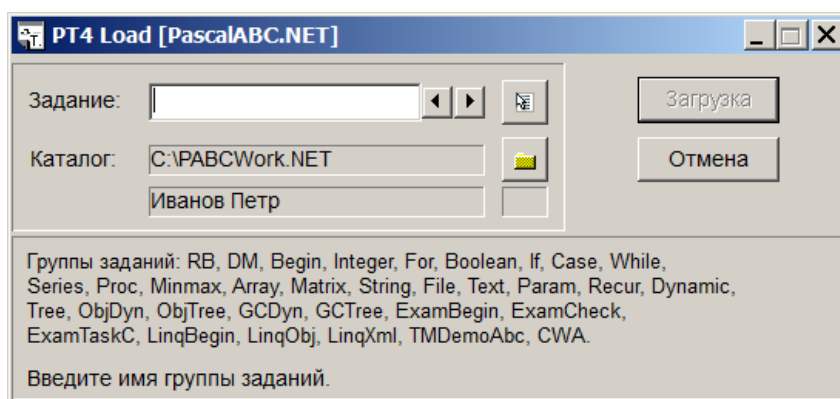 PT4 Load [PascalABC.NET]
Задание:
Загрузка
Каталог: C:\PABCWork.NET
Отмена
Иванов Петр
Группы заданий: RB, DM, Begin, Integer, For, Boolean, If, Case, While,
Series, Proc, Minmax, Array, Matrix, String, File, Text, Param, Recur, Dynamic,
Tree, ObjDyn, ObjTree, GCDyn, GCTree, ExamBegin, ExamCheck,
ExamTaskC, LinqBegin, LinqObj, LinqXml, TMDemoAbc, CWA.
Введите имя группы заданий.